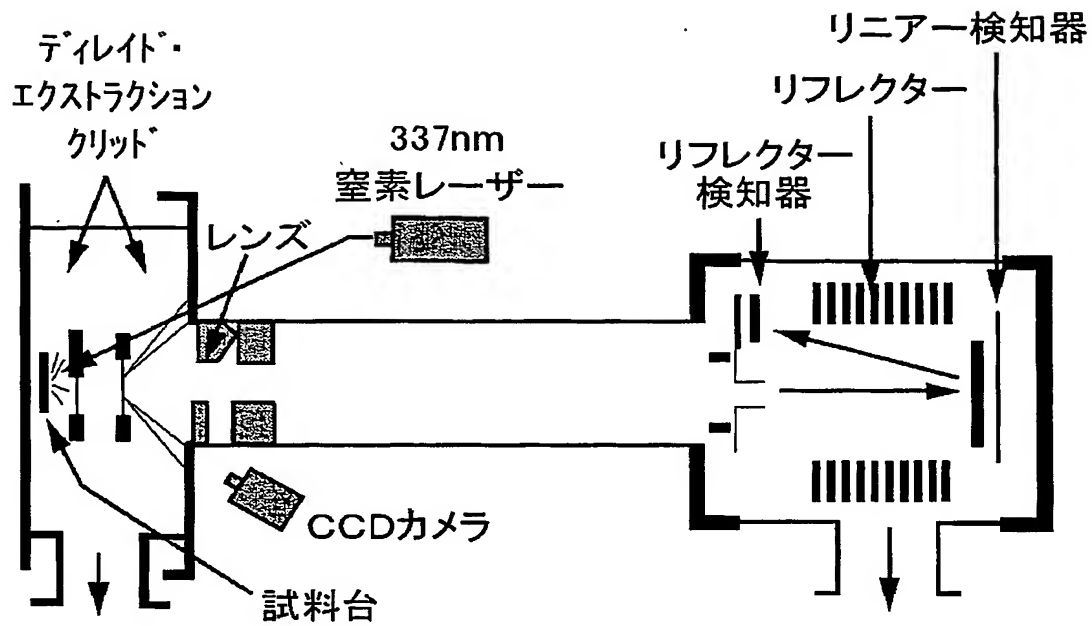 ﾃﾞｨﾚｲﾄﾞ・
ｴｸｽﾄﾗｸｼｮﾝ
ｸﾘｯﾄﾞ
337nm
窒素レーザー
レンズ
リニアー検知器
リフレクター
リフレクター
検知器
CCDカメラ
試料台